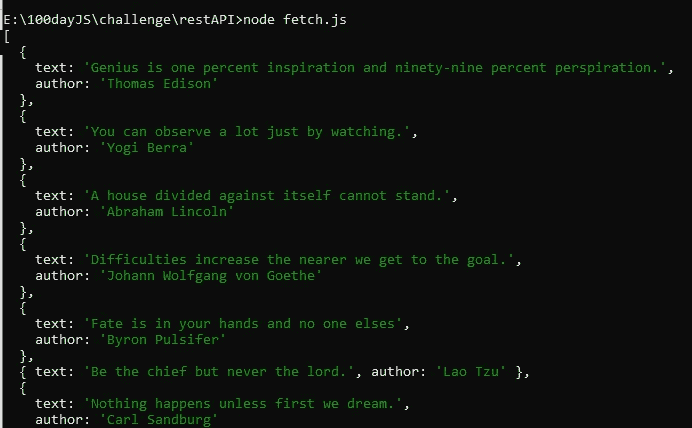 E:\100dayJS\challenge\restAPI>node fetch.js
[
  {
    text: 'Genius is one percent inspiration and ninety-nine percent perspiration.',
    author: 'Thomas Edison'
  },
  {
    text: 'You can observe a lot just by watching.',
    author: 'Yogi Berra'
  },
  {
    text: 'A house divided against itself cannot stand.',
    author: 'Abraham Lincoln'
  },
  {
    text: 'Difficulties increase the nearer we get to the goal.',
    author: 'Johann Wolfgang von Goethe'
  },
  {
    text: 'Fate is in your hands and no one elses',
    author: 'Byron Pulsifer'
  },
  { text: 'Be the chief but never the lord.', author: 'Lao Tzu' },
  {
    text: 'Nothing happens unless first we dream.',
    author: 'Carl Sandburg'